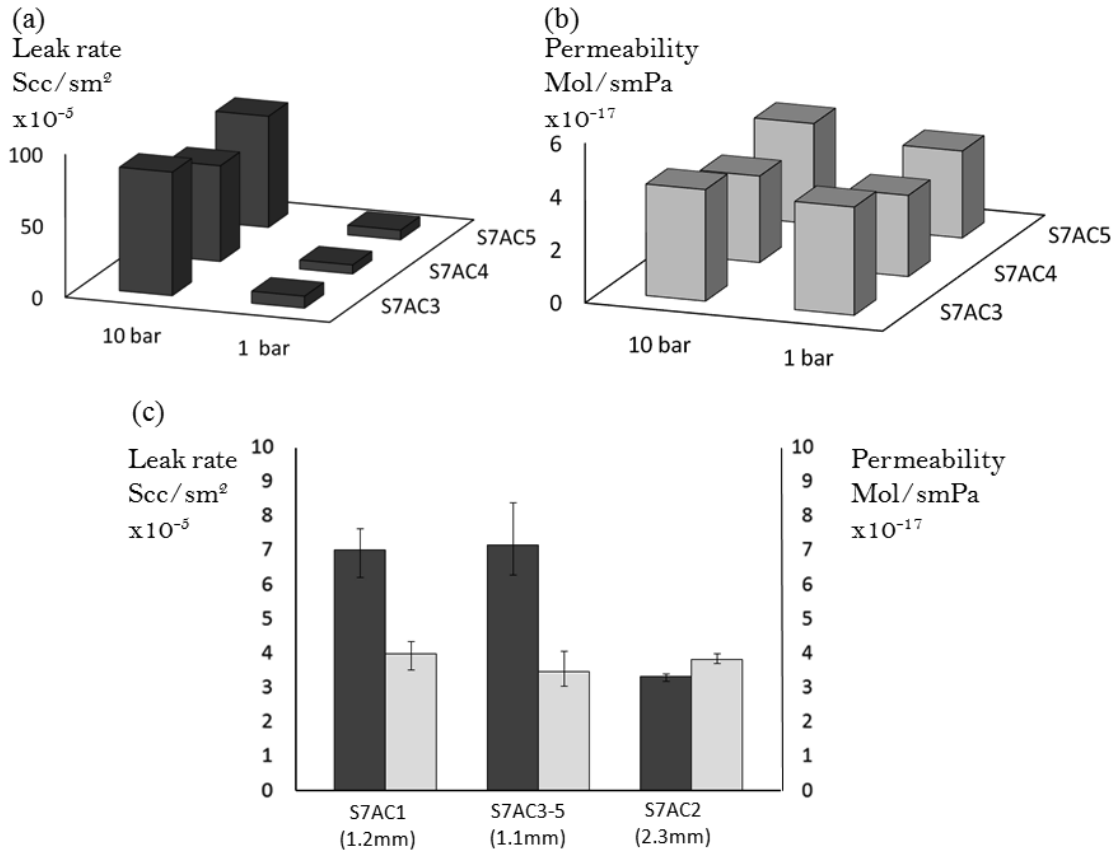 (a)
Leak rate
Scc/sm²
x10⁻⁵
100
50
0
10 bar
1 bar
S7AC3
S7AC4
S7AC5
(b)
Permeability
Mol/smPa
x10⁻¹⁷
6
4
2
0
10 bar
1 bar
S7AC3
S7AC4
S7AC5
(c)
Leak rate
Scc/sm²
x10⁻⁵
10
9
8
7
6
5
4
3
2
1
0
10
9
8
7
6
5
4
3
2
1
0
Permeability
Mol/smPa
x10⁻¹⁷
S7AC1
(1.2mm)
S7AC3-5
(1.1mm)
S7AC2
(2.3mm)